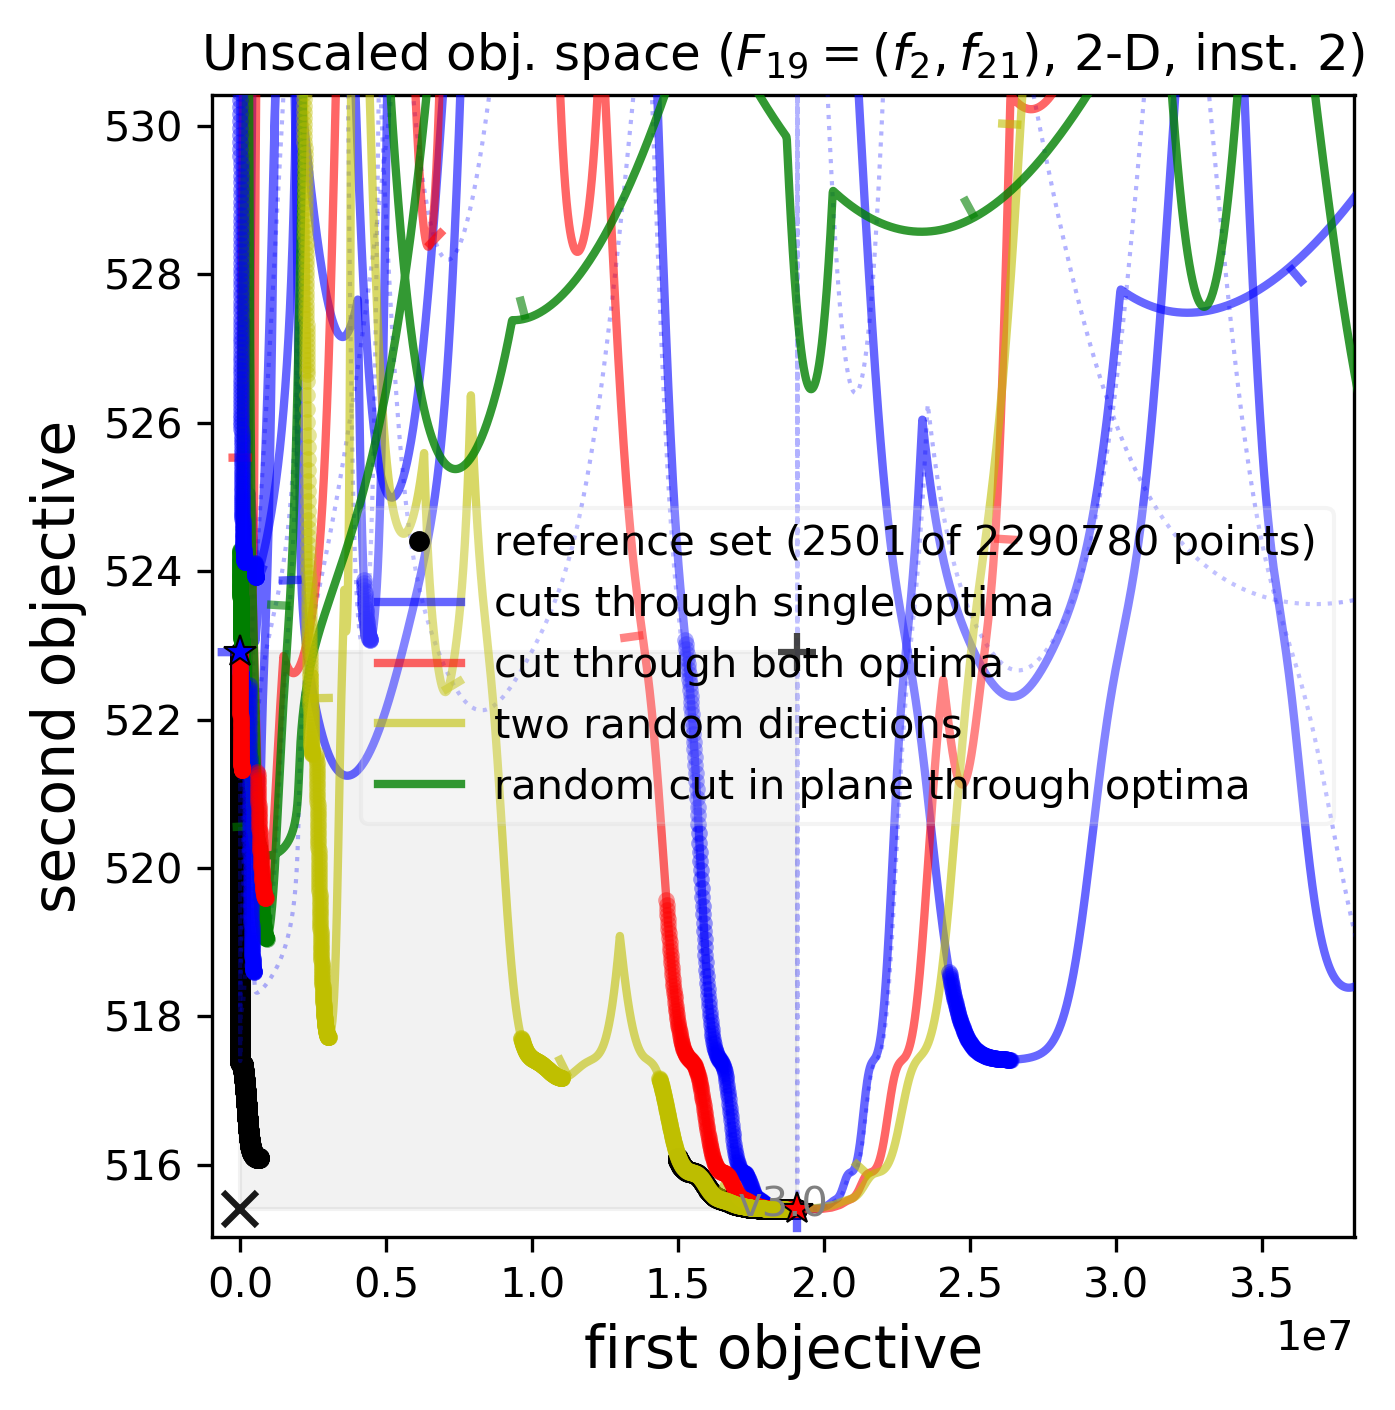 Unscaled obj. space (F19 = (f2, f21), 2-D, inst. 2)
second objective
530
528
526
524
522
520
518
516
reference set (2501 of 2290780 points)
cuts through single optima
cut through both optima
two random directions
random cut in plane through optima
v3.0
0.0 0.5 1.0 1.5 2.0 2.5 3.0 3.5
1e7
first objective